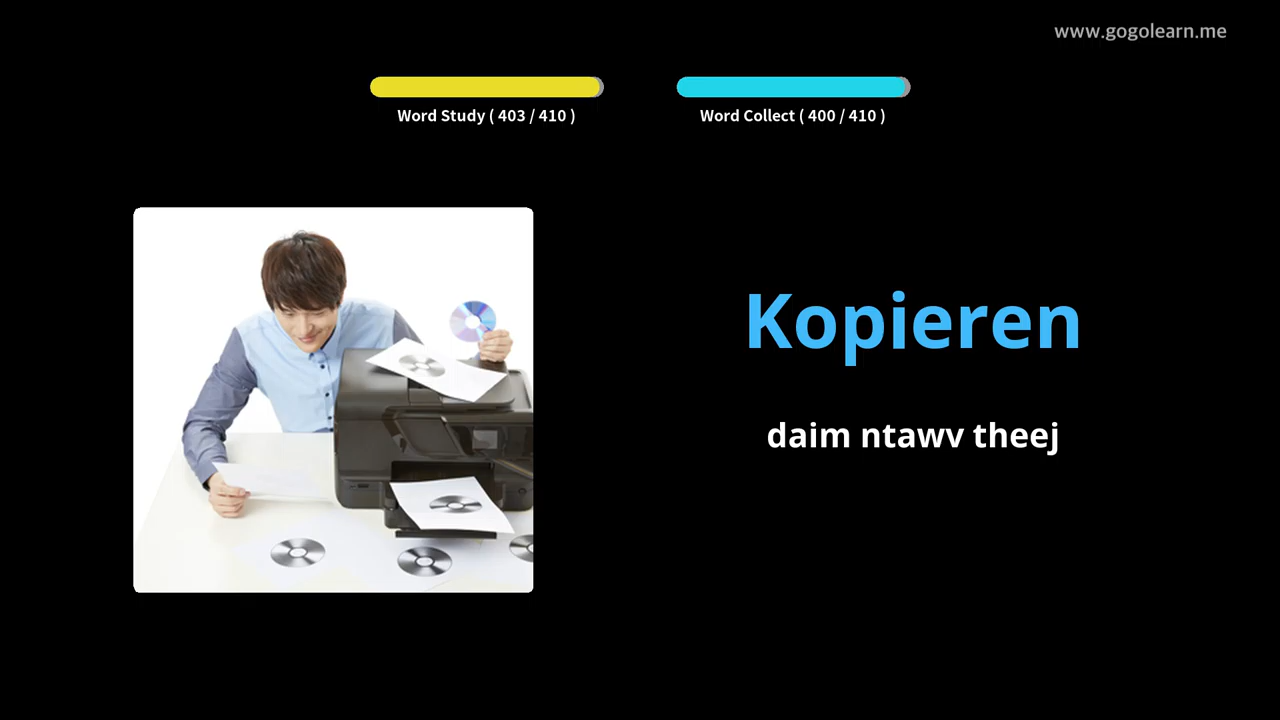 www.gogolearn.me
Word Study ( 403 / 410 )
Word Collect ( 400 / 410 )
Kopieren
daim ntawv theej